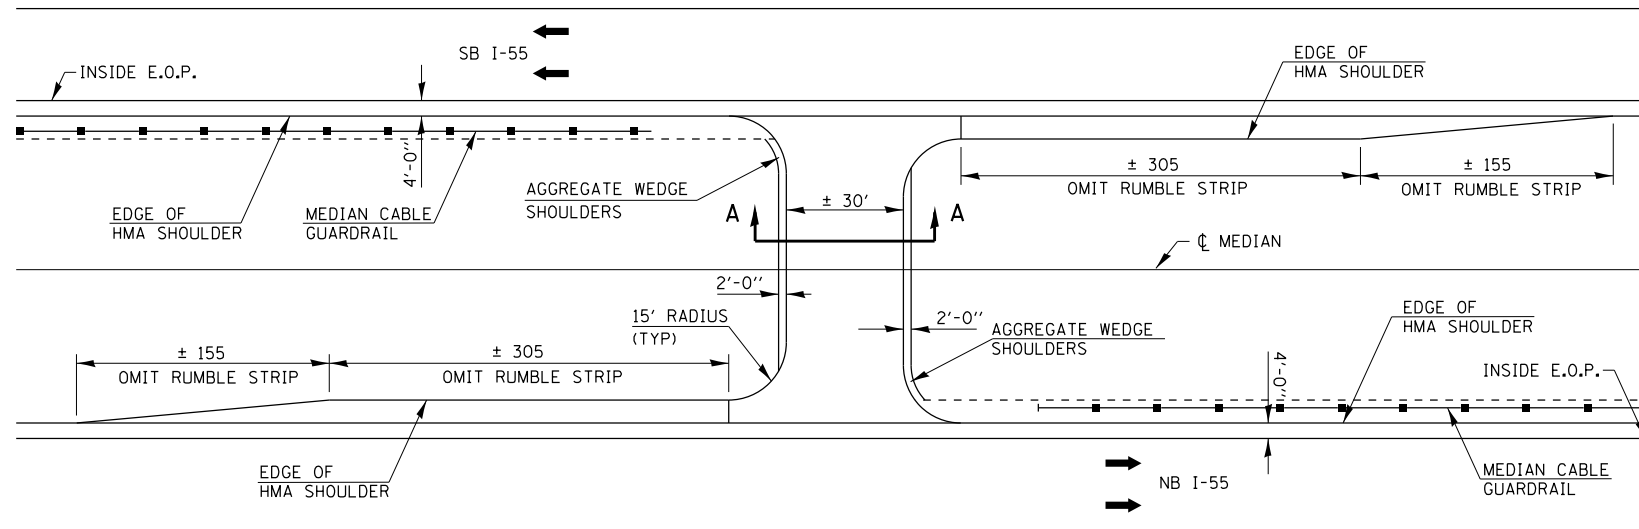 SB I-55
INSIDE E.O.P.
EDGE OF
HMA SHOULDER
4'-0''
± 305
OMIT RUMBLE STRIP
± 155
OMIT RUMBLE STRIP
AGGREGATE WEDGE
SHOULDERS
± 30'
A
A
EDGE OF
HMA SHOULDER
MEDIAN CABLE
GUARDRAIL
℄ MEDIAN
2'-0''
15' RADIUS
(TYP)
2'-0''
AGGREGATE WEDGE
SHOULDERS
EDGE OF
HMA SHOULDER
± 155
OMIT RUMBLE STRIP
± 305
OMIT RUMBLE STRIP
4'-0''
INSIDE E.O.P.
EDGE OF
HMA SHOULDER
NB I-55
MEDIAN CABLE
GUARDRAIL